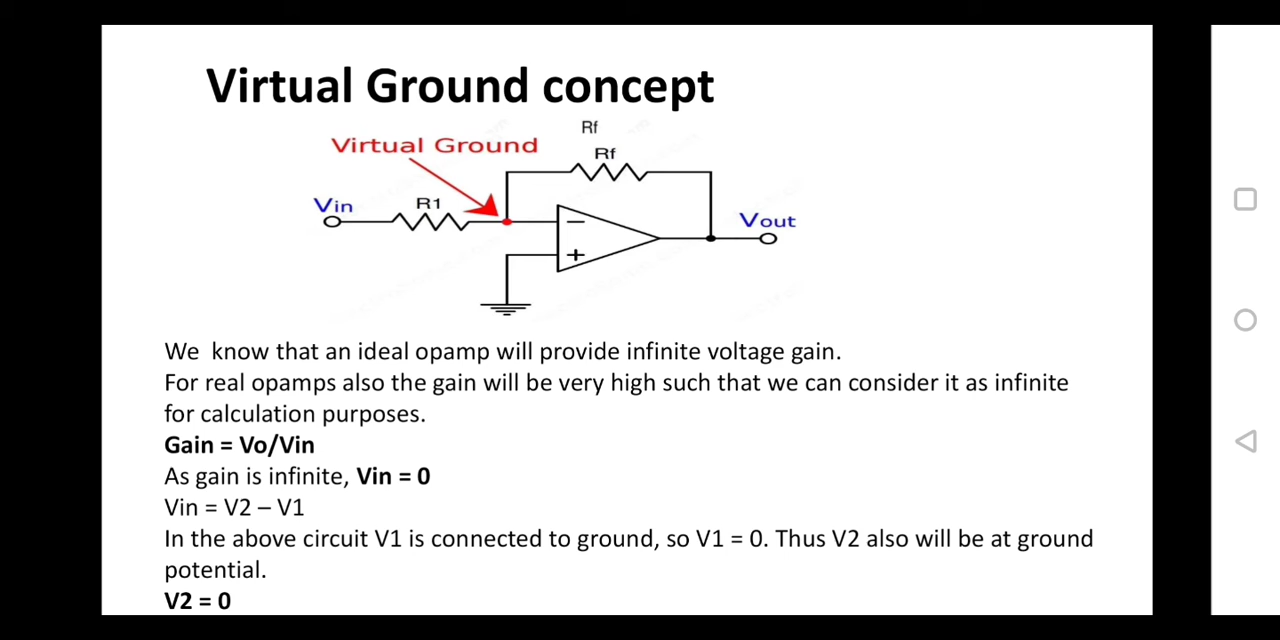 Virtual Ground concept
Rf
Virtual Ground
Rf
Vin
R1
Vout
−
+
We know that an ideal opamp will provide infinite voltage gain.
For real opamps also the gain will be very high such that we can consider it as infinite
for calculation purposes.
Gain = Vo/Vin
As gain is infinite, Vin = 0
Vin = V2 – V1
In the above circuit V1 is connected to ground, so V1 = 0. Thus V2 also will be at ground
potential.
V2 = 0